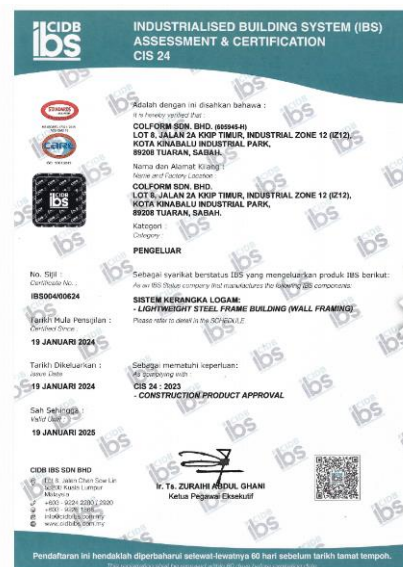 CIDB
ibs
INDUSTRIALISED BUILDING SYSTEM (IBS)
ASSESSMENT & CERTIFICATION
CIS 24
Adalah dengan ini disahkan bahawa :
It is hereby verified that :
COLFORM SDN. BHD. (605945-H)
LOT 8, JALAN 2A KKIP TIMUR, INDUSTRIAL ZONE 12 (IZ12),
KOTA KINABALU INDUSTRIAL PARK,
89208 TUARAN, SABAH.
Nama dan Alamat Kilang :
Name and Factory Location :
COLFORM SDN. BHD.
LOT 8, JALAN 2A KKIP TIMUR, INDUSTRIAL ZONE 12 (IZ12),
KOTA KINABALU INDUSTRIAL PARK,
89208 TUARAN, SABAH.
Kategori :
Category :
PENGELUAR
No. Sijil :
Certificate No. :
IBS004/00624
Tarikh Mula Pensijilan :
Certified Since :
19 JANUARI 2024
Tarikh Dikeluarkan :
Issue Date
19 JANUARI 2024
Sah Sehingga :
Valid Until :
19 JANUARI 2025
Sebagai syarikat berstatus IBS yang mengeluarkan produk IBS berikut:
As an IBS Status company that manufactures the following IBS components:
SISTEM KERANGKA LOGAM:
- LIGHTWEIGHT STEEL FRAME BUILDING (WALL FRAMING)
Please refer to detail in the SCHEDULE
Sebagai mematuhi keperluan:
As complying with :
CIS 24 : 2023
- CONSTRUCTION PRODUCT APPROVAL
Ir. Ts. ZURAIHI ABDUL GHANI
Ketua Pegawai Eksekutif
CIDB IBS SDN BHD
Jalan Chan Sow Lin
Kuala Lumpur
Malaysia
www.cidbibs.com.my
Pendaftaran ini hendaklah diperbaharui selewat-lewatnya 60 hari sebelum tarikh tamat tempoh.